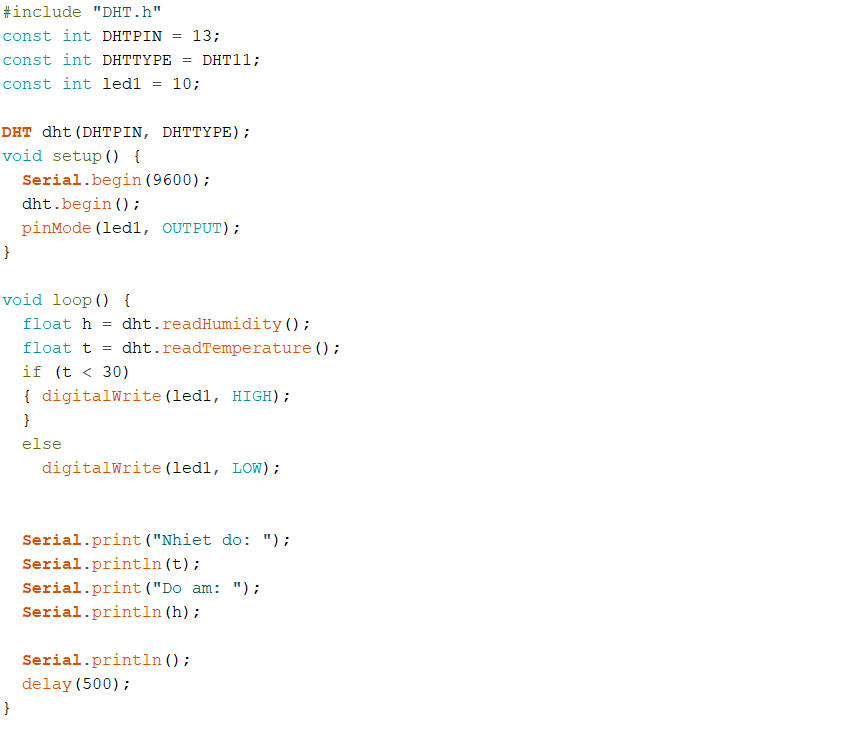 #include "DHT.h"
const int DHTPIN = 13;
const int DHTTYPE = DHT11;
const int led1 = 10;
DHT dht(DHTPIN, DHTTYPE);
void setup() {
  Serial.begin(9600);
  dht.begin();
  pinMode(led1, OUTPUT);
}
void loop() {
  float h = dht.readHumidity();
  float t = dht.readTemperature();
  if (t < 30)
  { digitalWrite(led1, HIGH);
  }
  else
    digitalWrite(led1, LOW);
  Serial.print("Nhiet do: ");
  Serial.println(t);
  Serial.print("Do am: ");
  Serial.println(h);
  Serial.println();
  delay(500);
}